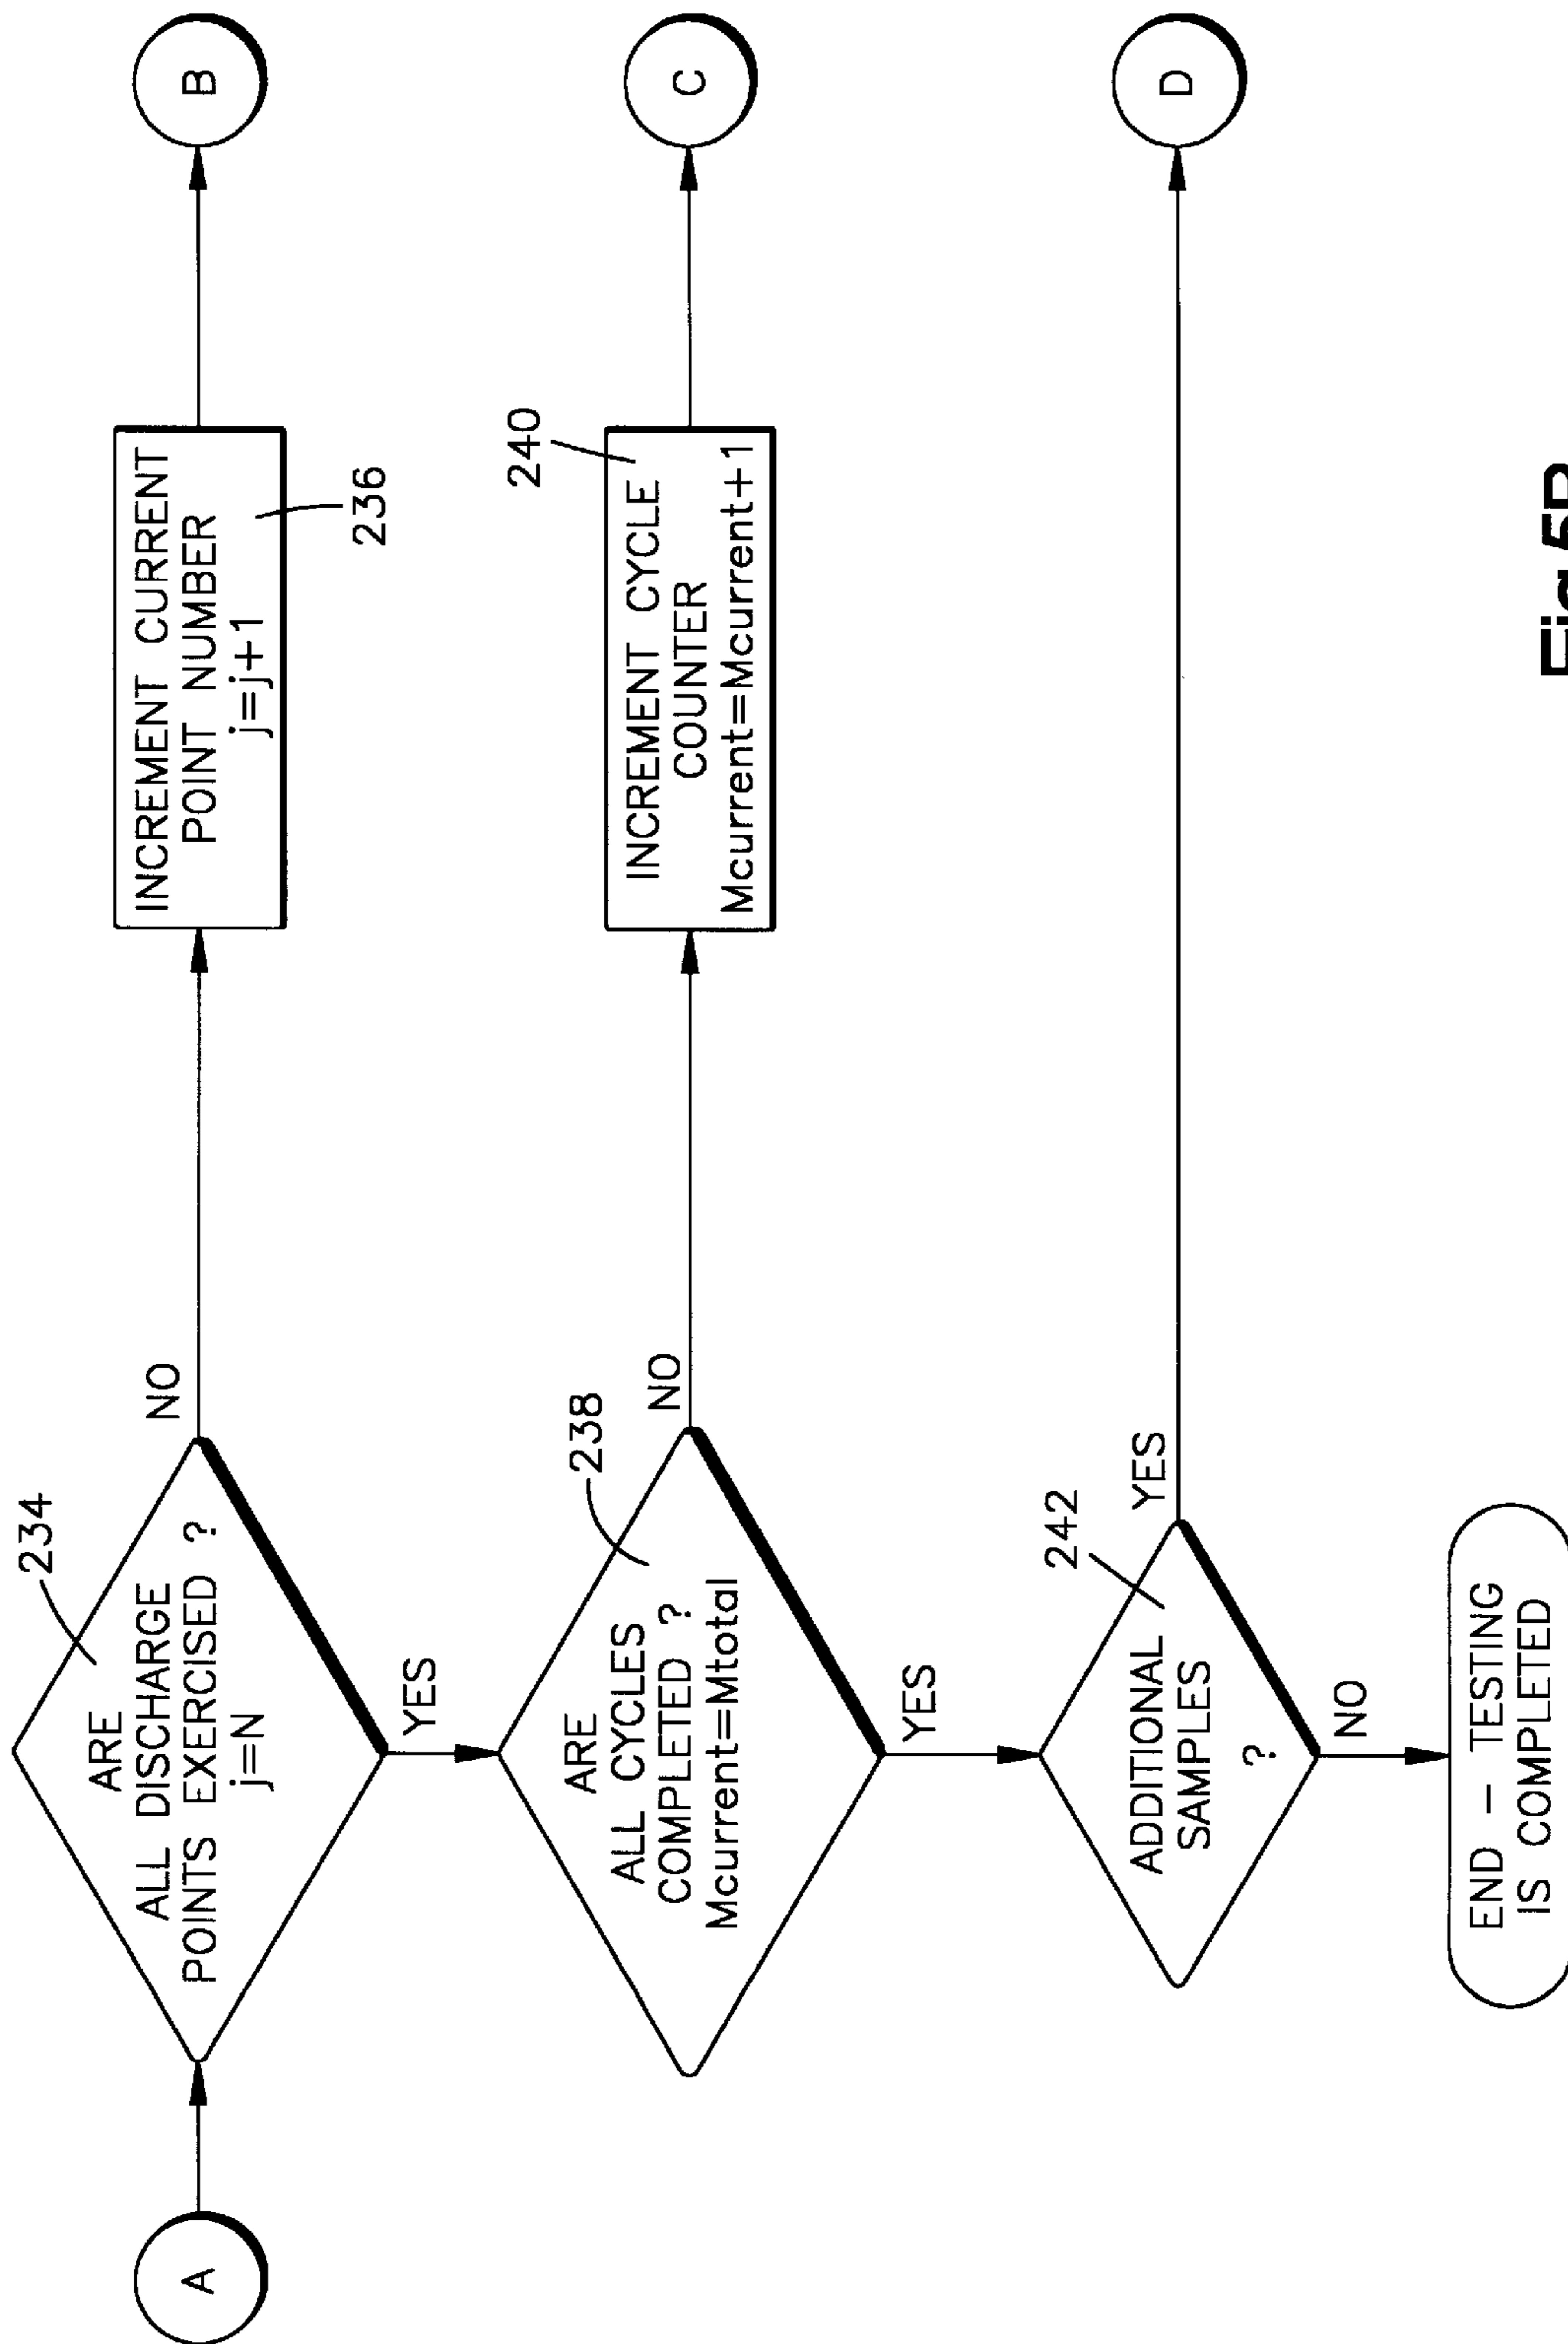 A
234
ARE
ALL DISCHARGE
POINTS EXERCISED ?
j=N
NO
INCREMENT CURRENT
POINT NUMBER
j=j+1
236
B
YES
238
ARE
ALL CYCLES
COMPLETED ?
Mcurrent=Mtotal
NO
240
INCREMENT CYCLE
COUNTER
Mcurrent=Mcurrent+1
C
YES
242
ADDITIONAL
SAMPLES
?
YES
D
NO
END – TESTING
IS COMPLETED